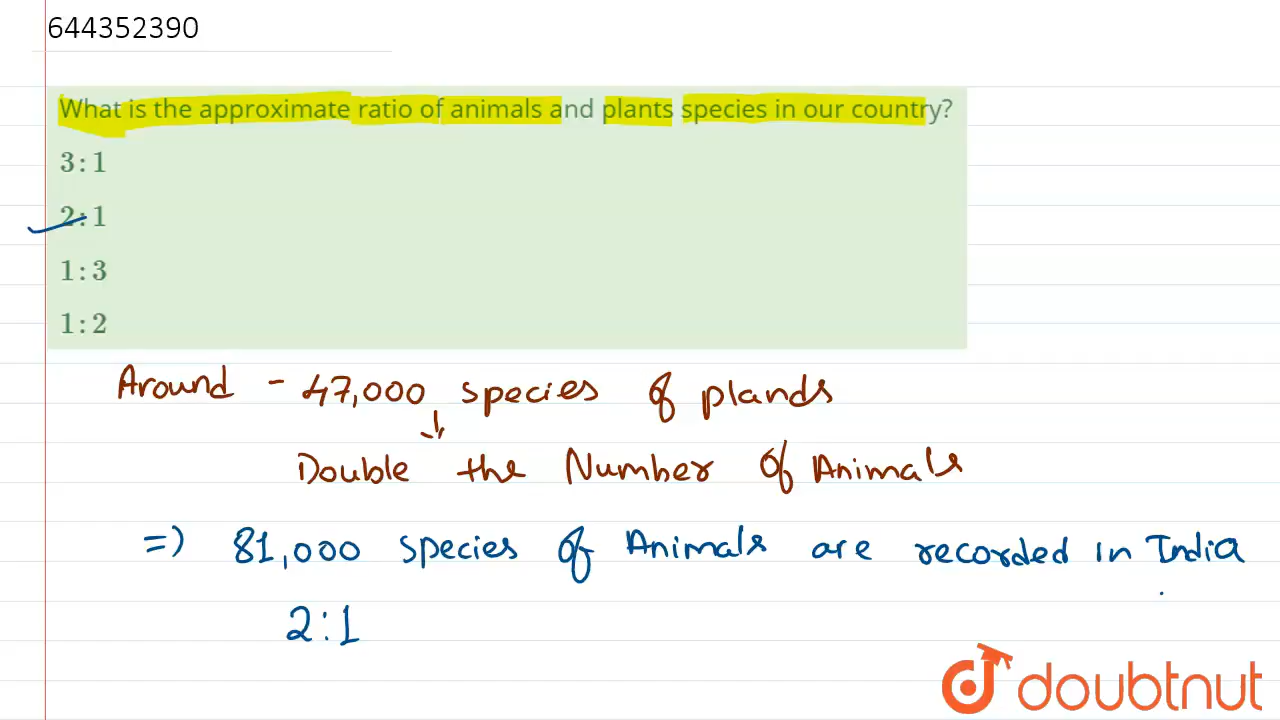 644352390
What is the approximate ratio of animals and plants species in our country?
3 : 1
2 : 1
1 : 3
1 : 2
Around - 47,000 species of plands
Double the Number of Animals
=) 81,000 species of Animals are recorded in India
2:1
doubtnut